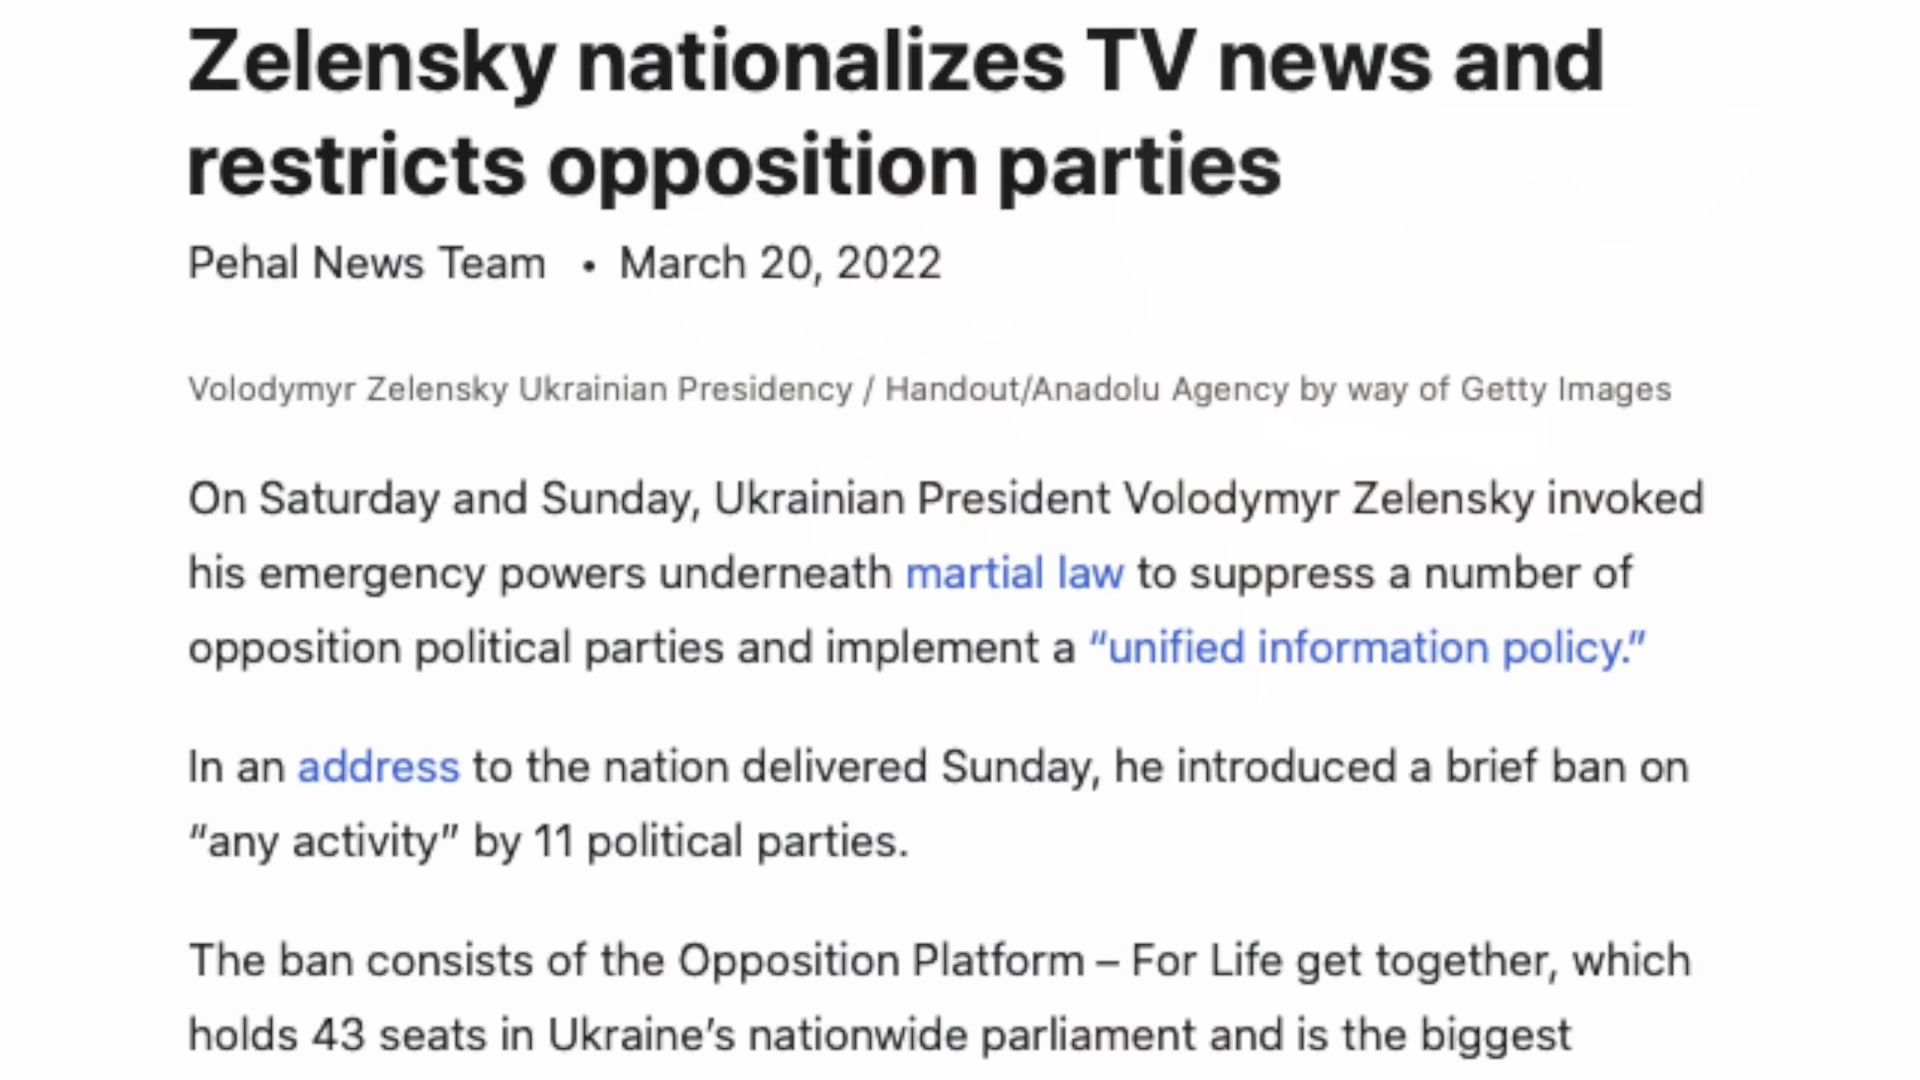 Zelensky nationalizes TV news and
restricts opposition parties
Pehal News Team • March 20, 2022
Volodymyr Zelensky Ukrainian Presidency / Handout/Anadolu Agency by way of Getty Images
On Saturday and Sunday, Ukrainian President Volodymyr Zelensky invoked
his emergency powers underneath martial law to suppress a number of
opposition political parties and implement a “unified information policy.”
In an address to the nation delivered Sunday, he introduced a brief ban on
“any activity” by 11 political parties.
The ban consists of the Opposition Platform – For Life get together, which
holds 43 seats in Ukraine’s nationwide parliament and is the biggest